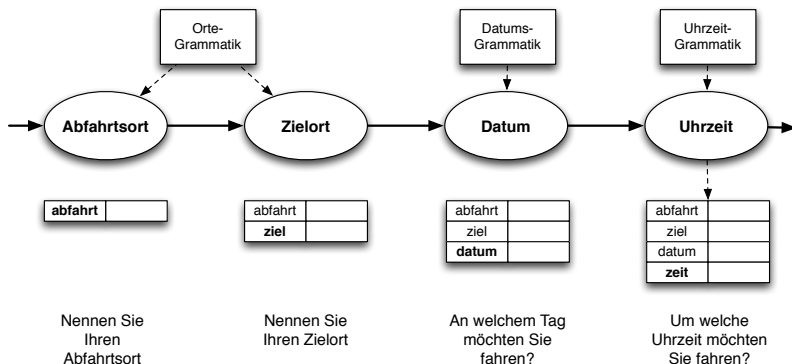 Orte-
Grammatik
Datums-
Grammatik
Uhrzeit-
Grammatik
Abfahrtsort
Zielort
Datum
Uhrzeit
abfahrt
abfahrt
ziel
abfahrt
ziel
datum
abfahrt
ziel
datum
zeit
Nennen Sie
Ihren
Abfahrtsort
Nennen Sie
Ihren Zielort
An welchem Tag
möchten Sie
fahren?
Um welche
Uhrzeit möchten
Sie fahren?